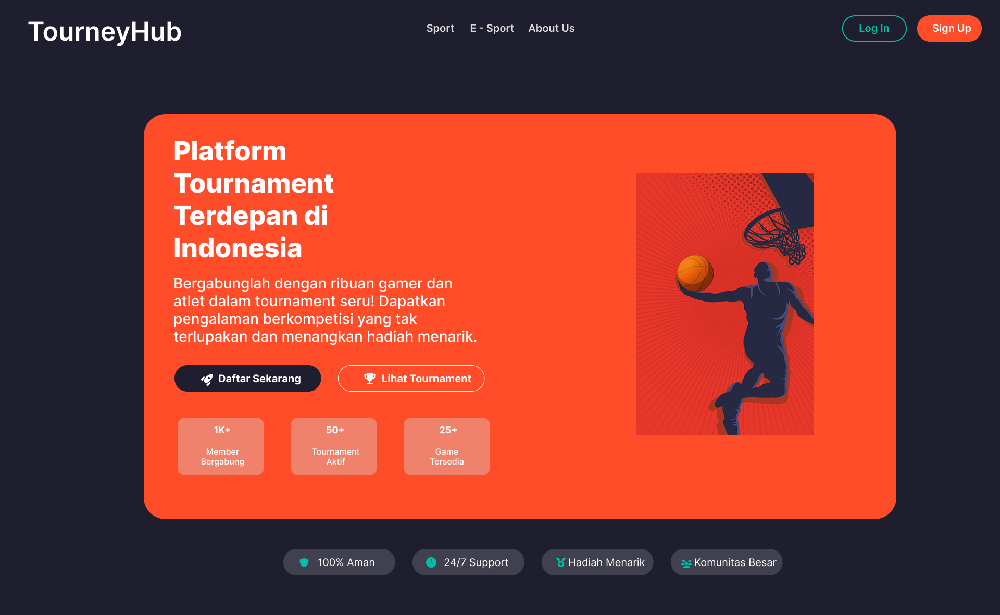 TourneyHub
Sport
E - Sport
About Us
Log In
Sign Up
Platform
Tournament
Terdepan di
Indonesia
Bergabunglah dengan ribuan gamer dan
atlet dalam tournament seru! Dapatkan
pengalaman berkompetisi yang tak
terlupakan dan menangkan hadiah menarik.
Daftar Sekarang
Lihat Tournament
1K+
Member
Bergabung
50+
Tournament
Aktif
25+
Game
Tersedia
100% Aman
24/7 Support
Hadiah Menarik
Komunitas Besar